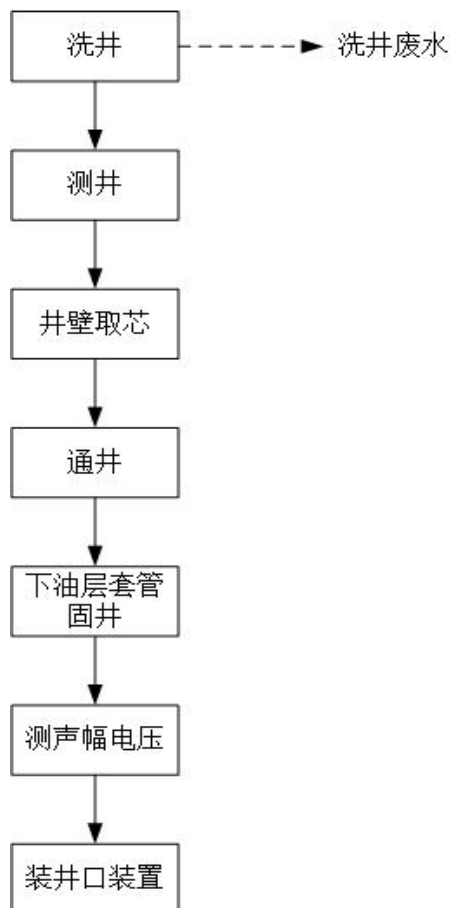 洗井
洗井废水
测井
井壁取芯
通井
下油层套管
固井
测声幅电压
装井口装置